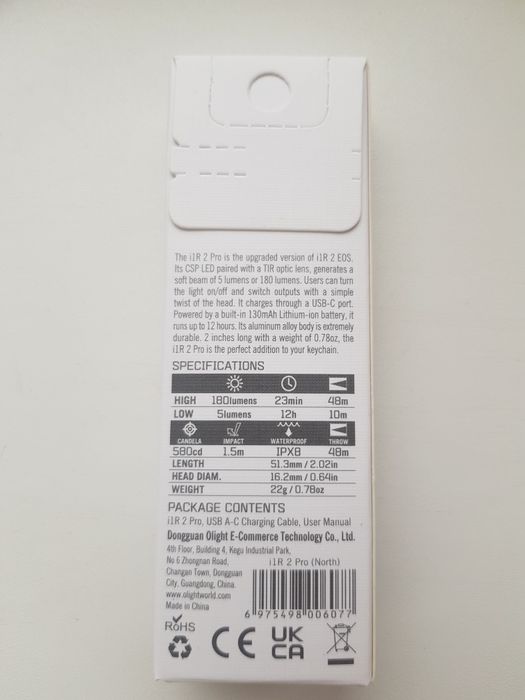 The i1R 2 Pro is the upgraded version of i1R 2 EOS.
Its CSP LED paired with a TIR optic lens, generates a
soft beam of 5 lumens or 180 lumens. Users can turn
the light on/off and switch outputs with a simple
twist of the head. It charges through a USB-C port.
Powered by a built-in 130mAh Lithium-ion battery, it
runs up to 12 hours. Its aluminum alloy body is extremely
durable. 2 inches long with a weight of 0.78oz, the
i1R 2 Pro is the perfect addition to your keychain.
SPECIFICATIONS
HIGH 180lumens 23min 48m
LOW 5lumens 12h 10m
CANDELA IMPACT WATERPROOF THROW
580cd 1.5m IPX8 48m
LENGTH 51.3mm / 2.02in
HEAD DIAM. 16.2mm / 0.64in
WEIGHT 22g / 0.78oz
PACKAGE CONTENTS
i1R 2 Pro, USB A-C Charging Cable, User Manual
Dongguan Olight E-Commerce Technology Co., Ltd.
4th Floor, Building 4, Kegu Industrial Park,
No 6 Zhongnan Road,
Changan Town, Dongguan
City, Guangdong, China.
www.olightworld.com
Made in China
i1R 2 Pro (North)
6 975498 006077
RoHS
CE
UK
CA